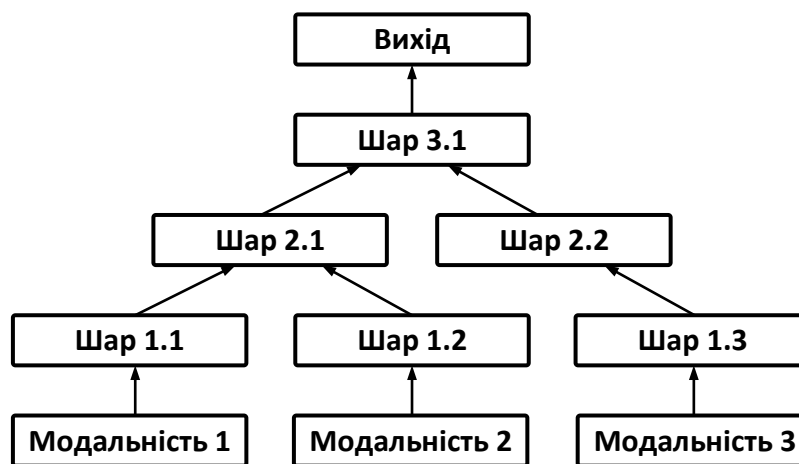 Вихід
Шар 3.1
Шар 2.1
Шар 2.2
Шар 1.1
Шар 1.2
Шар 1.3
Модальність 1
Модальність 2
Модальність 3